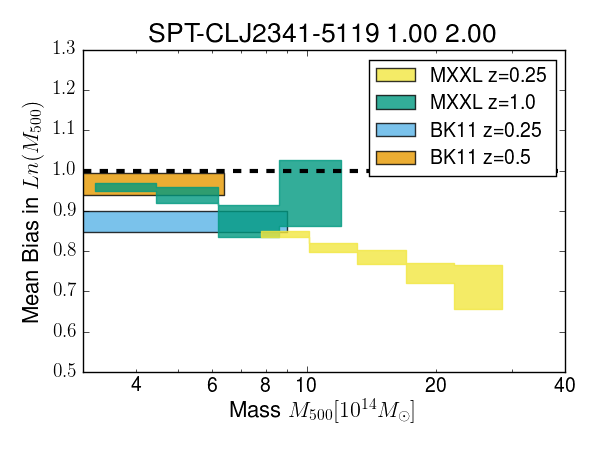 SPT-CLJ2341-5119 1.00 2.00
1.3
1.2
1.1
1.0
0.9
0.8
0.7
0.6
0.5
Mean Bias in Ln(M₅₀₀)
MXXL z=0.25
MXXL z=1.0
BK11 z=0.25
BK11 z=0.5
4 6 8 10 20 40
Mass M₅₀₀[10¹⁴M☉]